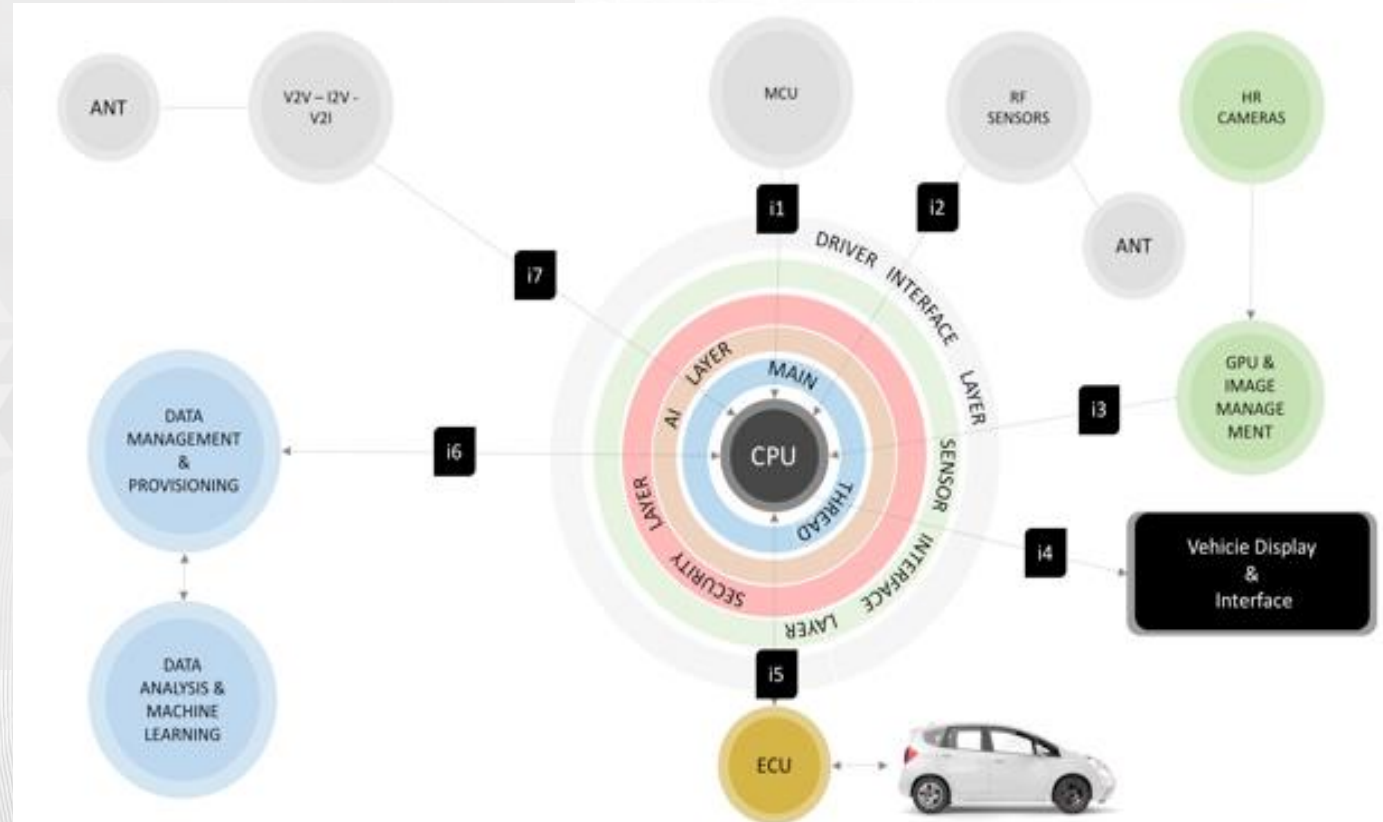 ANT
V2V – I2V -
V2I
MCU
RF
SENSORS
HR
CAMERAS
i1
i2
ANT
i7
DRIVER INTERFACE LAYER
SENSOR INTERFACE LAYER
SECURITY LAYER
AI LAYER
MAIN THREAD
CPU
i3
GPU &
IMAGE
MANAGE
MENT
DATA
MANAGEMENT
&
PROVISIONING
i6
i4
Vehicie Display
&
Interface
DATA
ANALYSIS &
MACHINE
LEARNING
i5
ECU